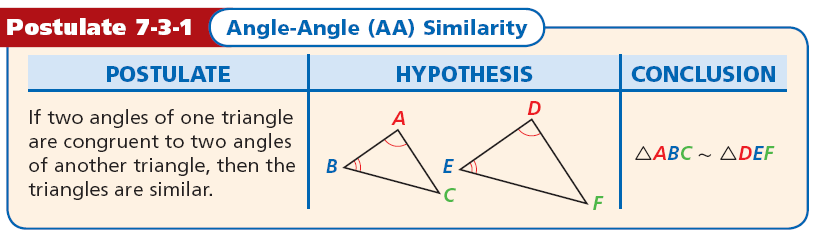 Postulate 7-3-1 Angle-Angle (AA) Similarity
POSTULATE HYPOTHESIS CONCLUSION
If two angles of one triangle
are congruent to two angles
of another triangle, then the
triangles are similar.
A
B
C
D
E
F
△ABC ~ △DEF